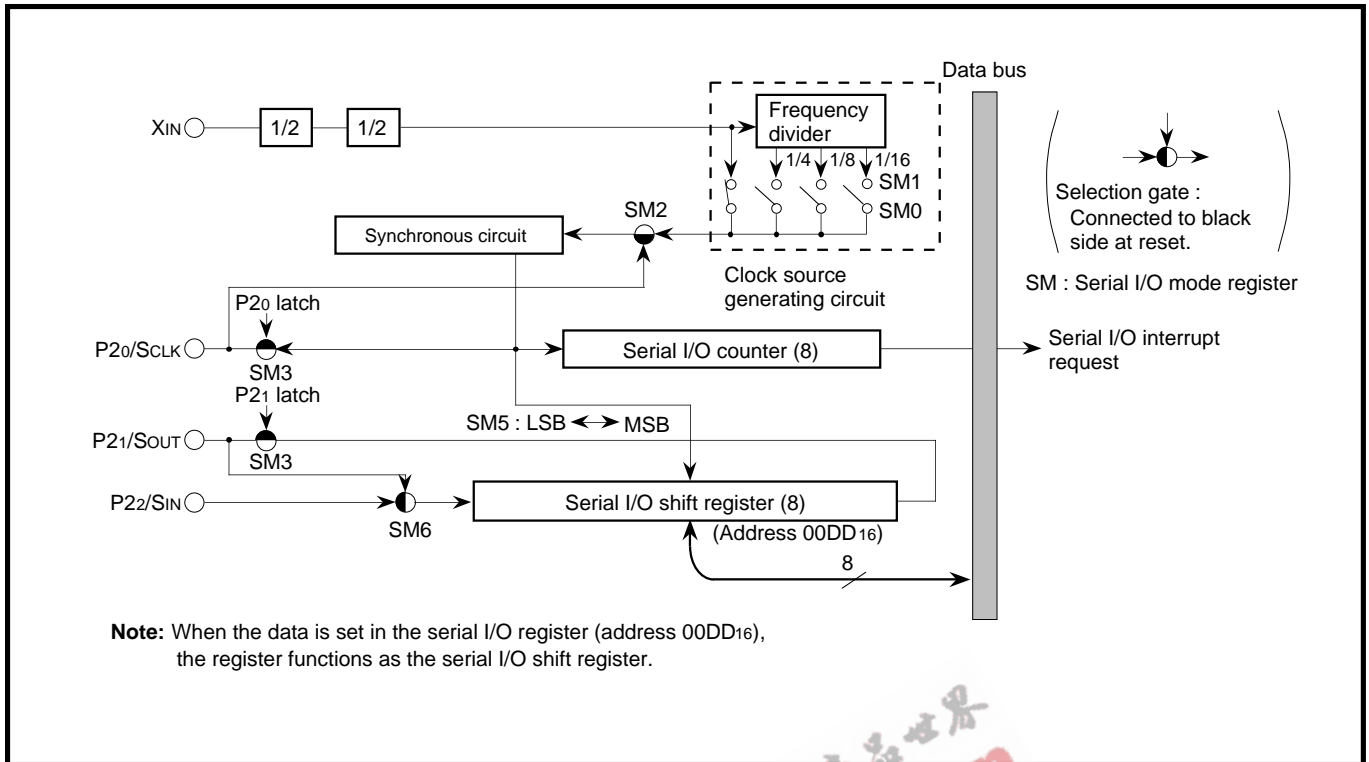 Data bus
XIN
1/2
1/2
Frequency
divider
1/4
1/8
1/16
SM1
SM0
SM2
Synchronous circuit
Clock source
generating circuit
Selection gate :
Connected to black
side at reset.
SM : Serial I/O mode register
P20 latch
P20/SCLK
SM3
Serial I/O counter (8)
Serial I/O interrupt
request
P21 latch
SM5 : LSB
MSB
P21/SOUT
SM3
P22/SIN
SM6
Serial I/O shift register (8)
(Address 00DD16)
8
Note: When the data is set in the serial I/O register (address 00DD16),
the register functions as the serial I/O shift register.